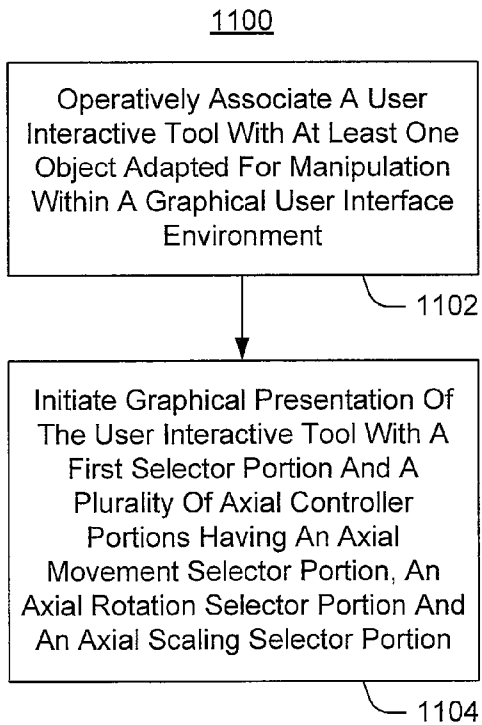 1100
Operatively Associate A User
Interactive Tool With At Least One
Object Adapted For Manipulation
Within A Graphical User Interface
Environment
1102
Initiate Graphical Presentation Of
The User Interactive Tool With A
First Selector Portion And A
Plurality Of Axial Controller
Portions Having An Axial
Movement Selector Portion, An
Axial Rotation Selector Portion And
An Axial Scaling Selector Portion
1104